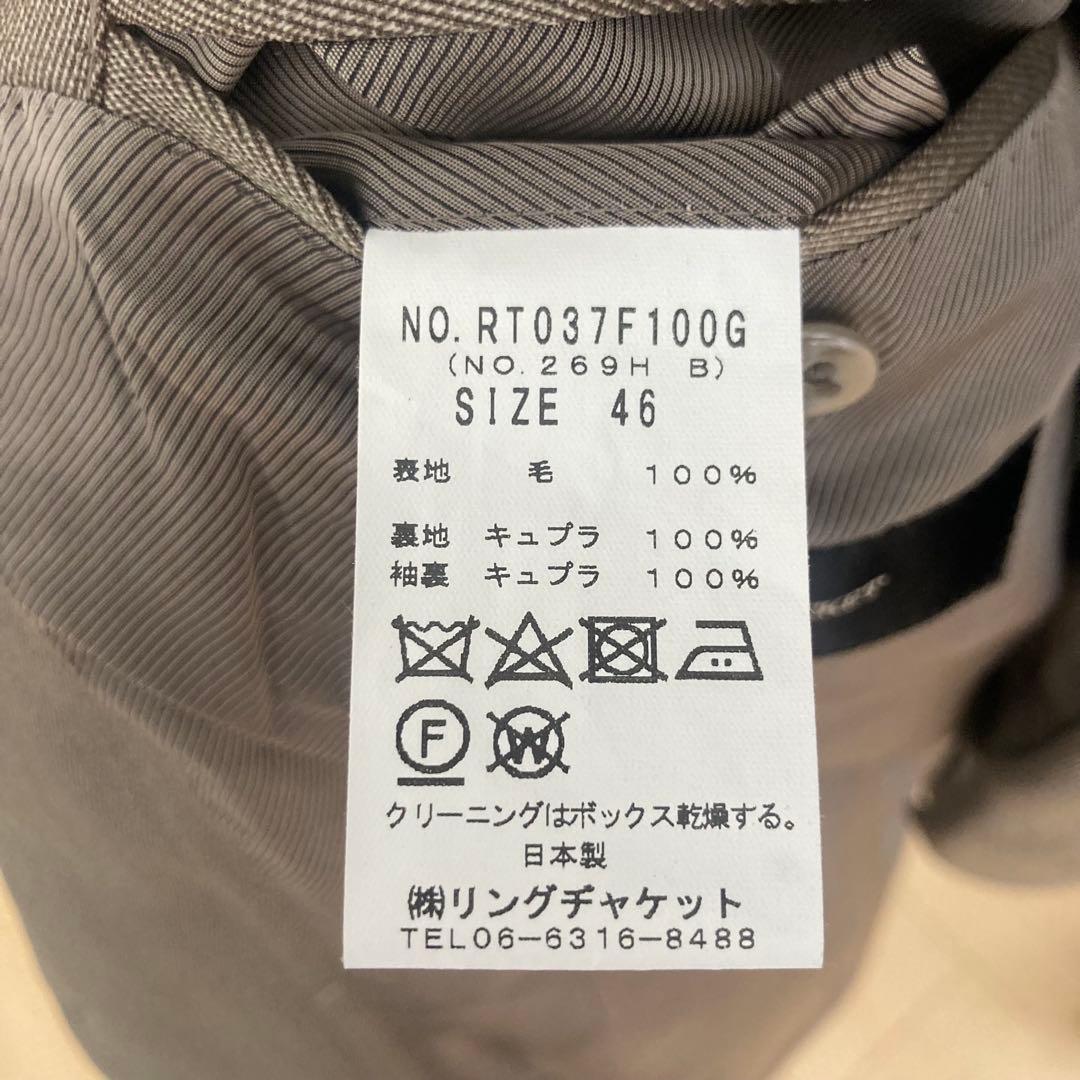 NO.RT037F100G
(NO.269H B)
SIZE 46
表地 毛 100%
裏地 キュプラ 100%
袖裏 キュプラ 100%
F
W
クリーニングはボックス乾燥する。
日本製
㈱リングヂャケット
TEL06-6316-8488